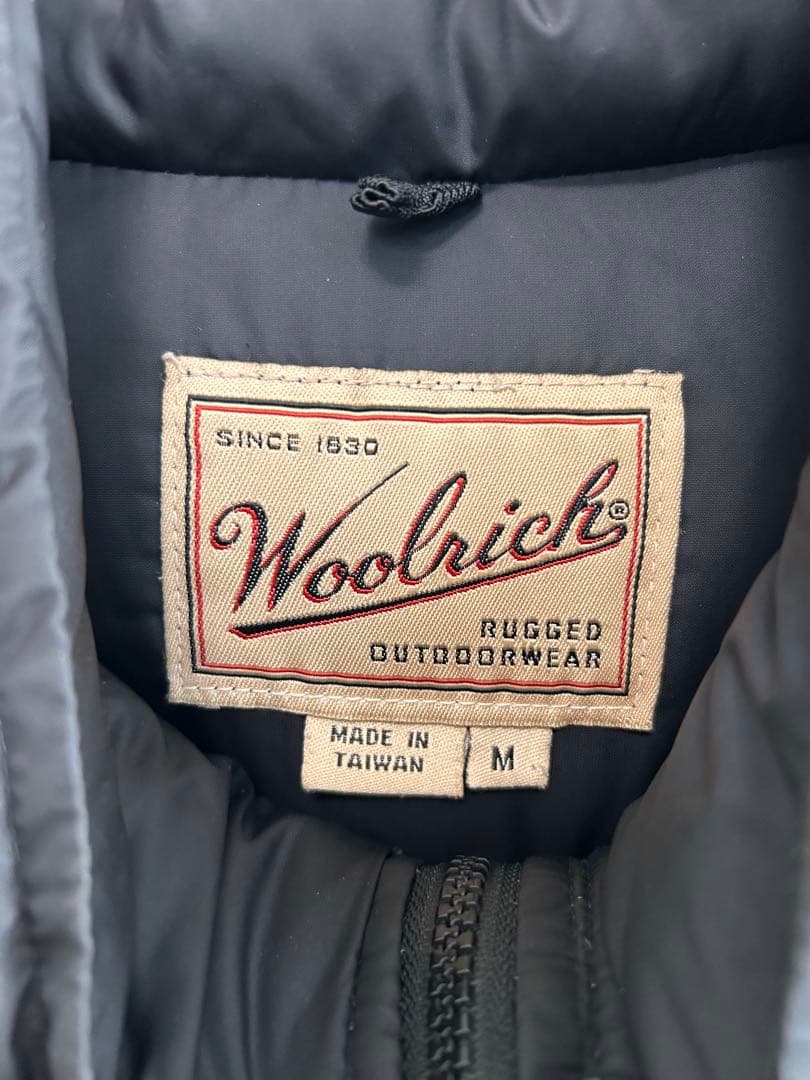 SINCE 1830
Woolrich®
RUGGED
OUTDOORWEAR
MADE IN
TAIWAN
M